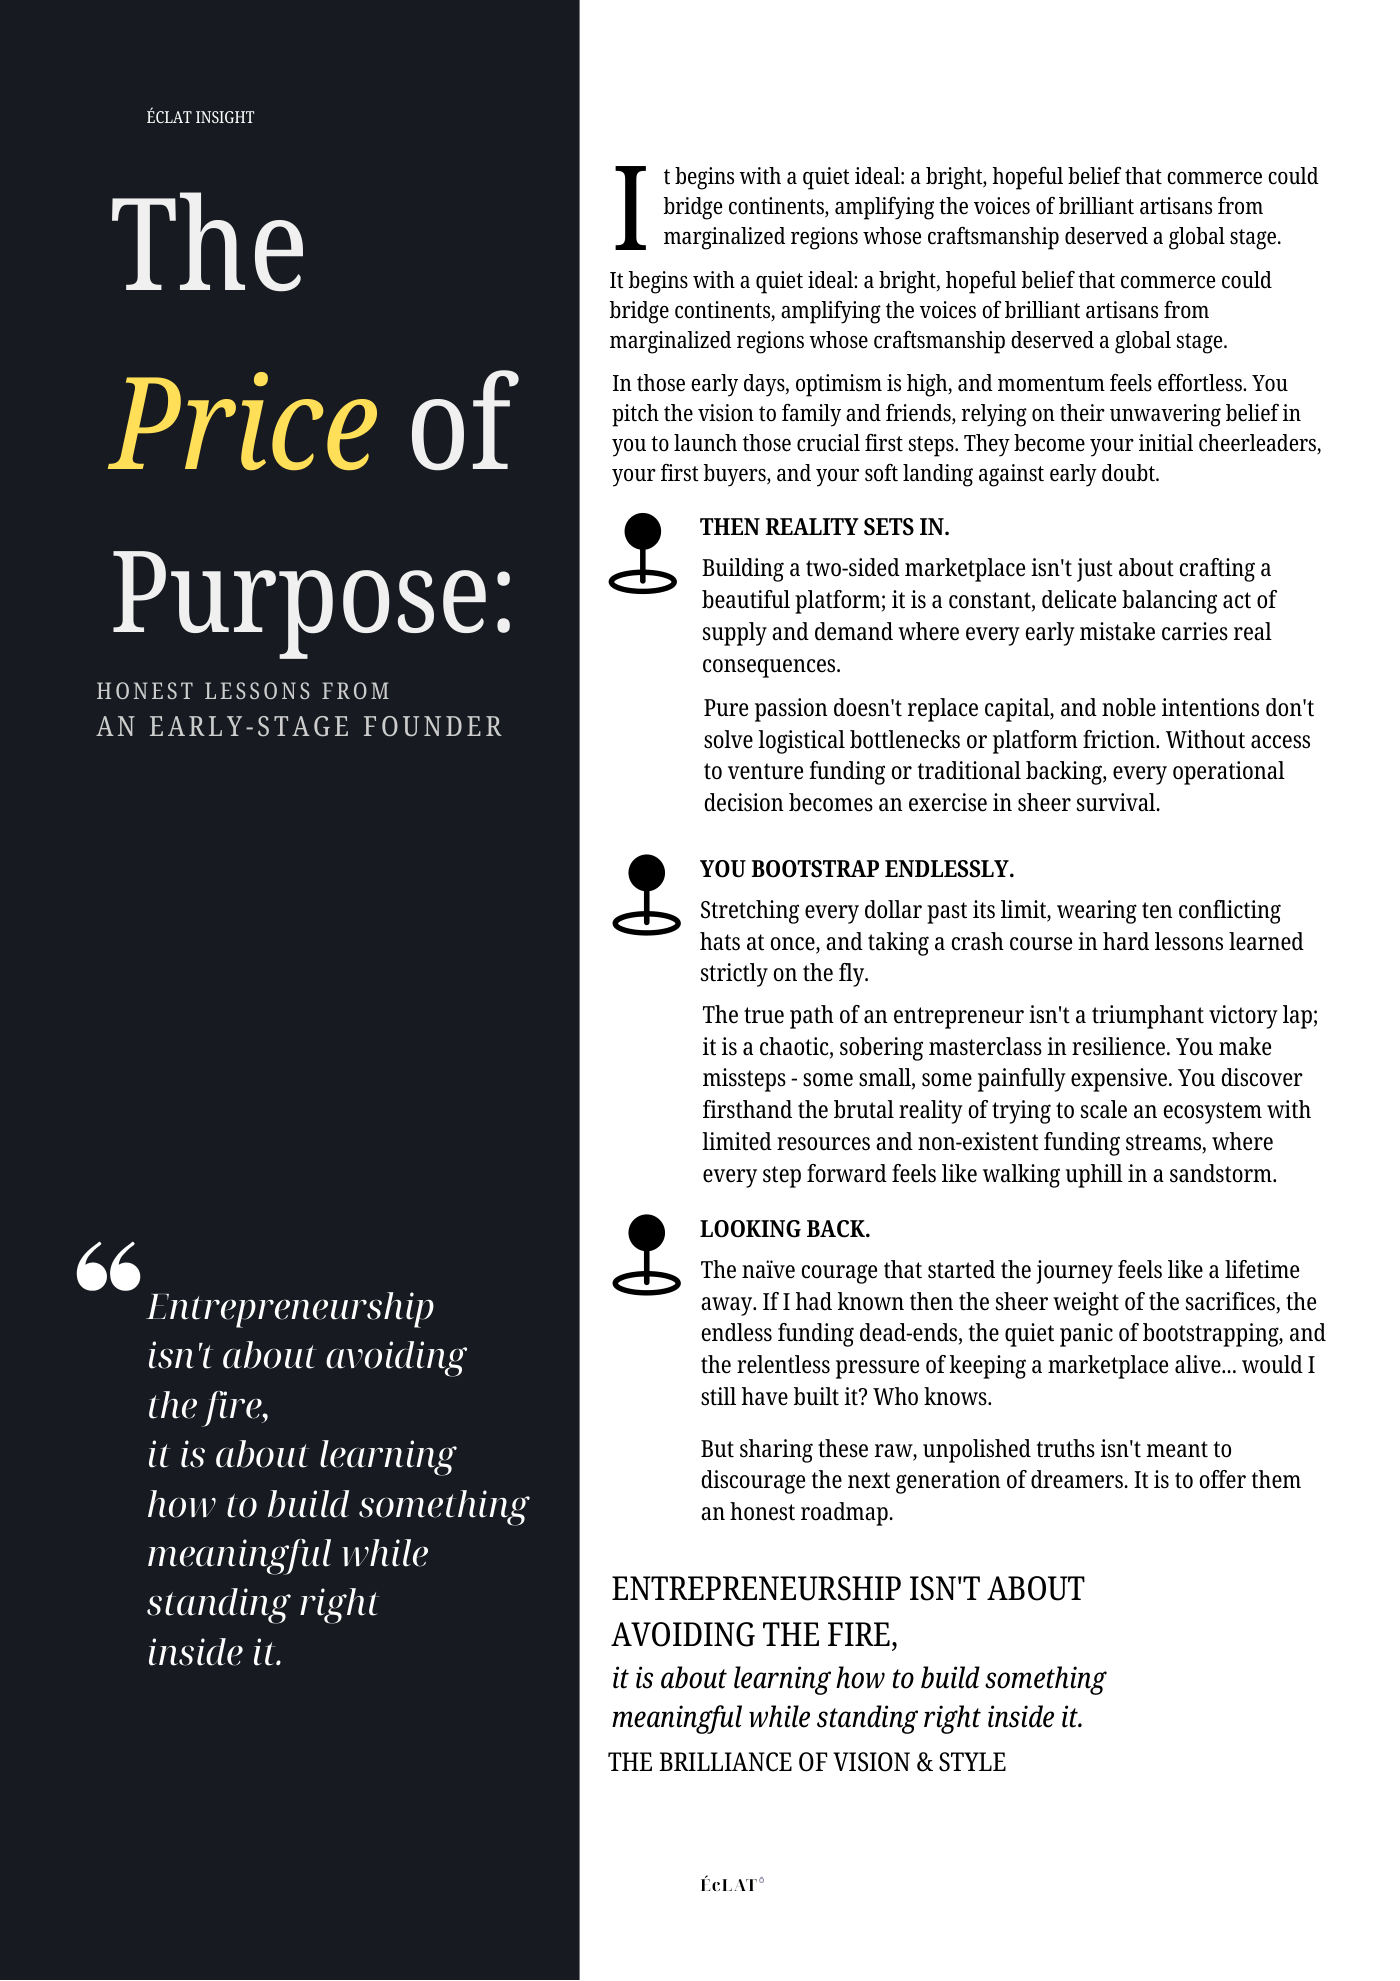 ÉCLAT INSIGHT
The
Price of
Purpose:
HONEST LESSONS FROM
AN EARLY-STAGE FOUNDER
“
Entrepreneurship
isn't about avoiding
the fire,
it is about learning
how to build something
meaningful while
standing right
inside it.
It begins with a quiet ideal: a bright, hopeful belief that commerce could
bridge continents, amplifying the voices of brilliant artisans from
marginalized regions whose craftsmanship deserved a global stage.
It begins with a quiet ideal: a bright, hopeful belief that commerce could
bridge continents, amplifying the voices of brilliant artisans from
marginalized regions whose craftsmanship deserved a global stage.
In those early days, optimism is high, and momentum feels effortless. You
pitch the vision to family and friends, relying on their unwavering belief in
you to launch those crucial first steps. They become your initial cheerleaders,
your first buyers, and your soft landing against early doubt.
THEN REALITY SETS IN.
Building a two-sided marketplace isn't just about crafting a
beautiful platform; it is a constant, delicate balancing act of
supply and demand where every early mistake carries real
consequences.
Pure passion doesn't replace capital, and noble intentions don't
solve logistical bottlenecks or platform friction. Without access
to venture funding or traditional backing, every operational
decision becomes an exercise in sheer survival.
YOU BOOTSTRAP ENDLESSLY.
Stretching every dollar past its limit, wearing ten conflicting
hats at once, and taking a crash course in hard lessons learned
strictly on the fly.
The true path of an entrepreneur isn't a triumphant victory lap;
it is a chaotic, sobering masterclass in resilience. You make
missteps - some small, some painfully expensive. You discover
firsthand the brutal reality of trying to scale an ecosystem with
limited resources and non-existent funding streams, where
every step forward feels like walking uphill in a sandstorm.
LOOKING BACK.
The naïve courage that started the journey feels like a lifetime
away. If I had known then the sheer weight of the sacrifices, the
endless funding dead-ends, the quiet panic of bootstrapping, and
the relentless pressure of keeping a marketplace alive... would I
still have built it? Who knows.
But sharing these raw, unpolished truths isn't meant to
discourage the next generation of dreamers. It is to offer them
an honest roadmap.
ENTREPRENEURSHIP ISN'T ABOUT
AVOIDING THE FIRE,
it is about learning how to build something
meaningful while standing right inside it.
THE BRILLIANCE OF VISION & STYLE
ÉcLAT